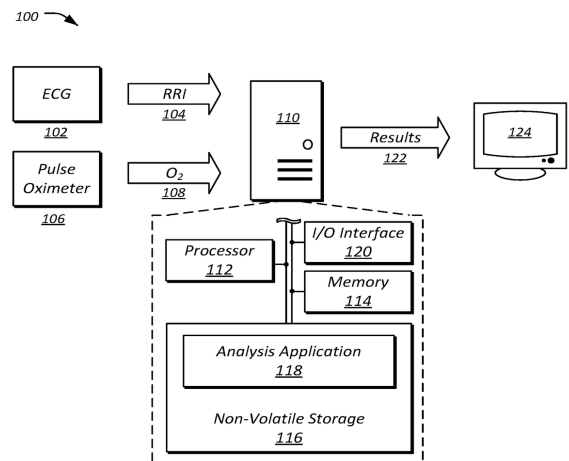 100
ECG
102
RRI
104
110
Results
122
124
Pulse
Oximeter
106
O₂
108
Processor
112
I/O Interface
120
Memory
114
Analysis Application
118
Non-Volatile Storage
116